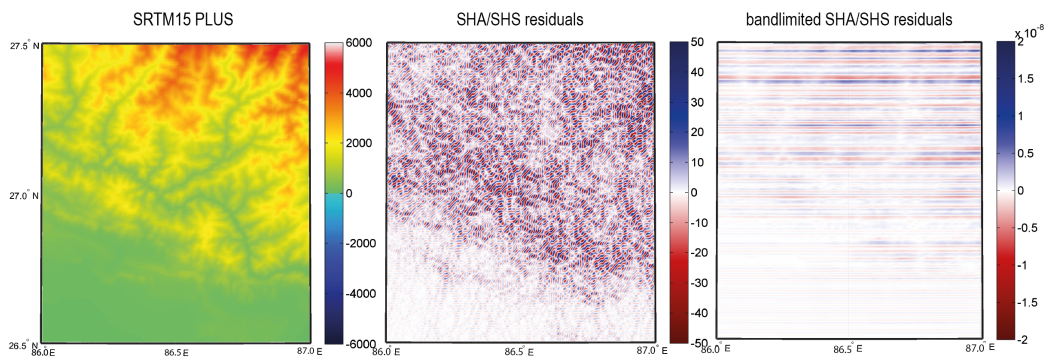 SRTM15 PLUS
SHA/SHS residuals
bandlimited SHA/SHS residuals
27.5° N
27.0° N
26.5° N
86.0° E
86.5° E
87.0° E
6000
4000
2000
0
-2000
-4000
-6000
86.0° E
86.5° E
87.0° E
50
40
30
20
10
0
-10
-20
-30
-40
-50
86.0° E
86.5° E
87.0° E
x 10⁻⁸
2
1.5
1
0.5
0
-0.5
-1
-1.5
-2